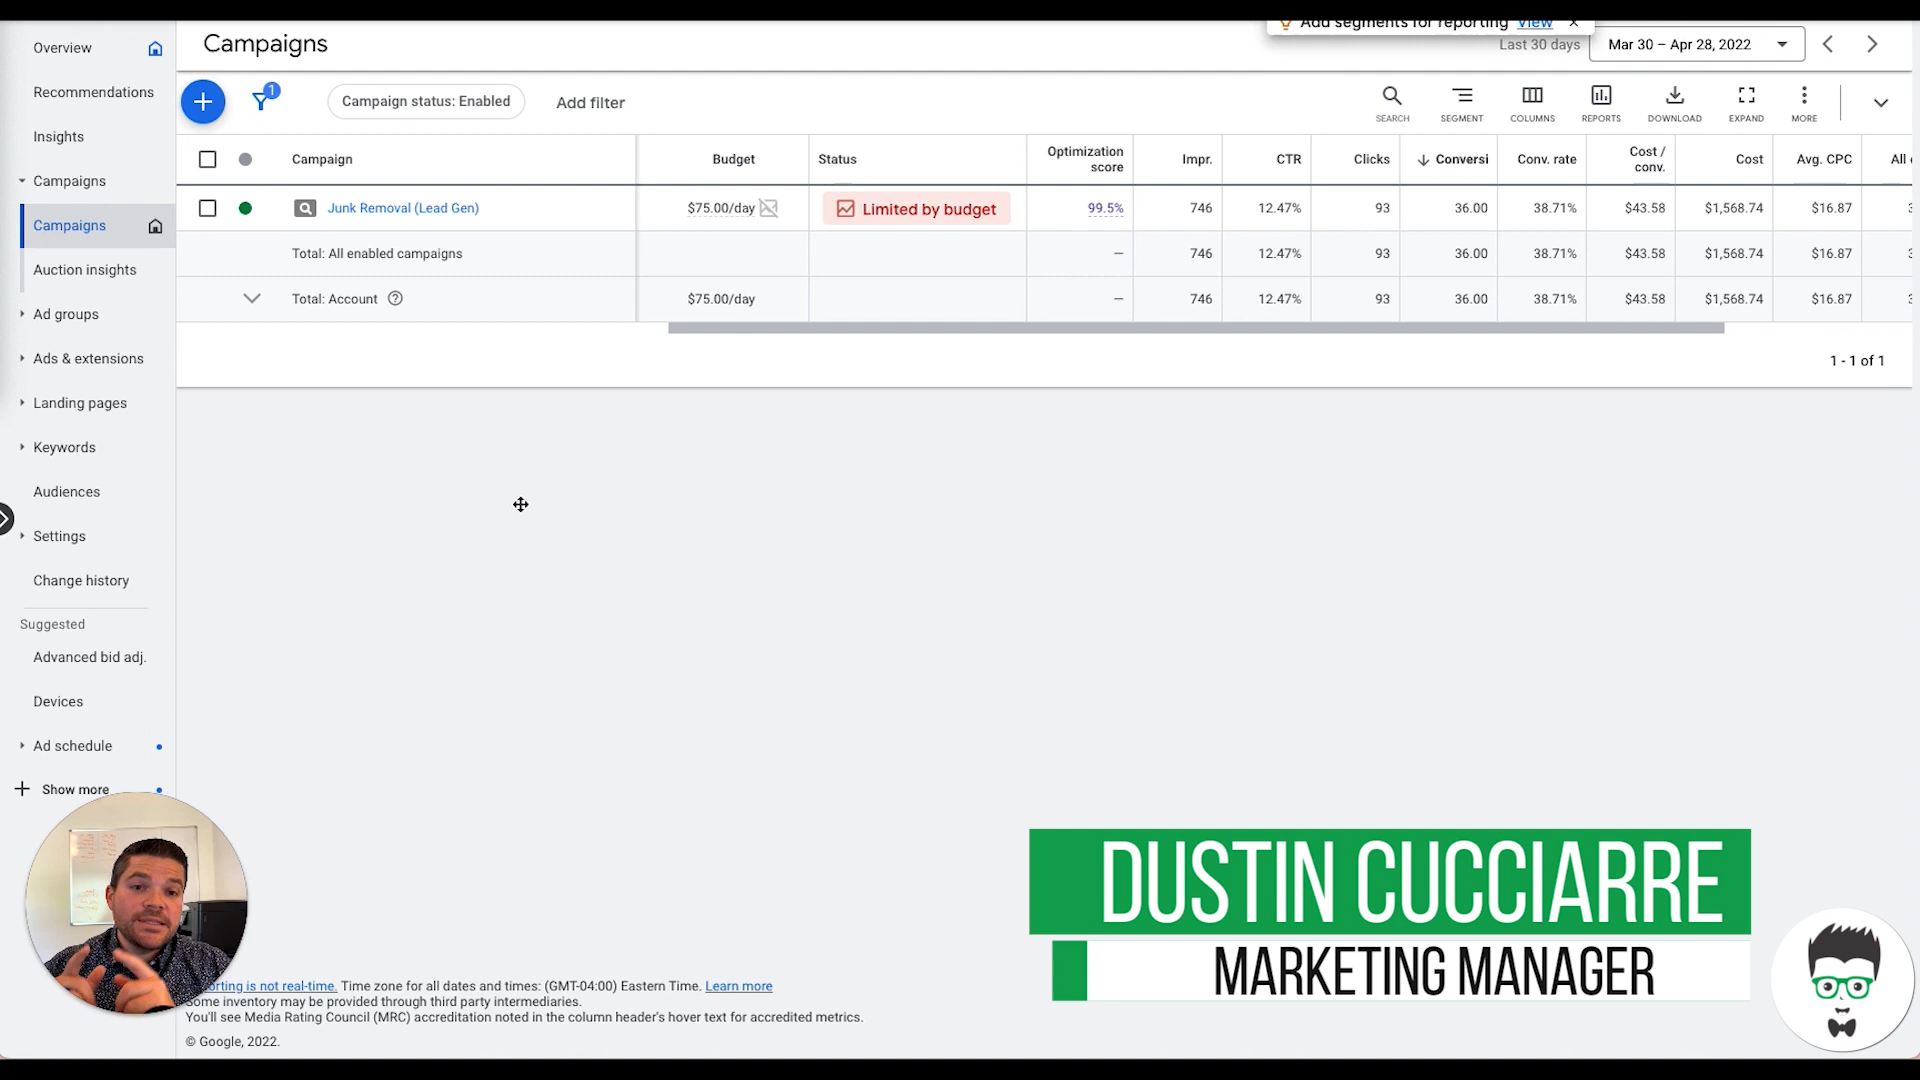 Add segments for reporting View
Campaigns
Last 30 days
Mar 30 – Apr 28, 2022
Overview
Recommendations
Insights
Campaigns
Campaigns
Auction insights
Ad groups
Ads & extensions
Landing pages
Keywords
Audiences
Settings
Change history
Suggested
Advanced bid adj.
Devices
Ad schedule
Show more
1
Campaign status: Enabled
Add filter
SEARCH
SEGMENT
COLUMNS
REPORTS
DOWNLOAD
EXPAND
MORE
Campaign Budget Status Optimization score Impr. CTR Clicks Conversi Conv. rate Cost / conv. Cost Avg. CPC All
Junk Removal (Lead Gen) $75.00/day Limited by budget 99.5% 746 12.47% 93 36.00 38.71% $43.58 $1,568.74 $16.87
Total: All enabled campaigns — 746 12.47% 93 36.00 38.71% $43.58 $1,568.74 $16.87
Total: Account $75.00/day — 746 12.47% 93 36.00 38.71% $43.58 $1,568.74 $16.87
1 - 1 of 1
DUSTIN CUCCIARRE
MARKETING MANAGER
is not real-time. Time zone for all dates and times: (GMT-04:00) Eastern Time. Learn more
Some inventory may be provided through third party intermediaries.
You'll see Media Rating Council (MRC) accreditation noted in the column header's hover text for accredited metrics.
© Google, 2022.